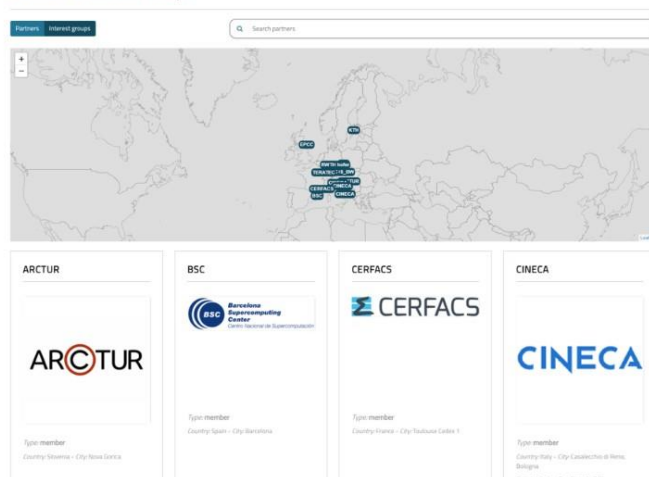 Partners Interest groups
Search partners
+
−
KTH
EPCC
TERATEC
CERFACS
CINECA
BSC
CINECA
ARCTUR
BSC
CERFACS
CINECA
ARCTUR
BSC
Barcelona
Supercomputing
Center
Centro Nacional de Supercomputación
CERFACS
CINECA
Type: member
Country: Slovenia – City: Nova Gorica
Type: member
Country: Spain – City: Barcelona
Type: member
Country: France – City: Toulouse Cedex 1
Type: member
Country: Italy – City: Casalecchio di Reno,
Bologna